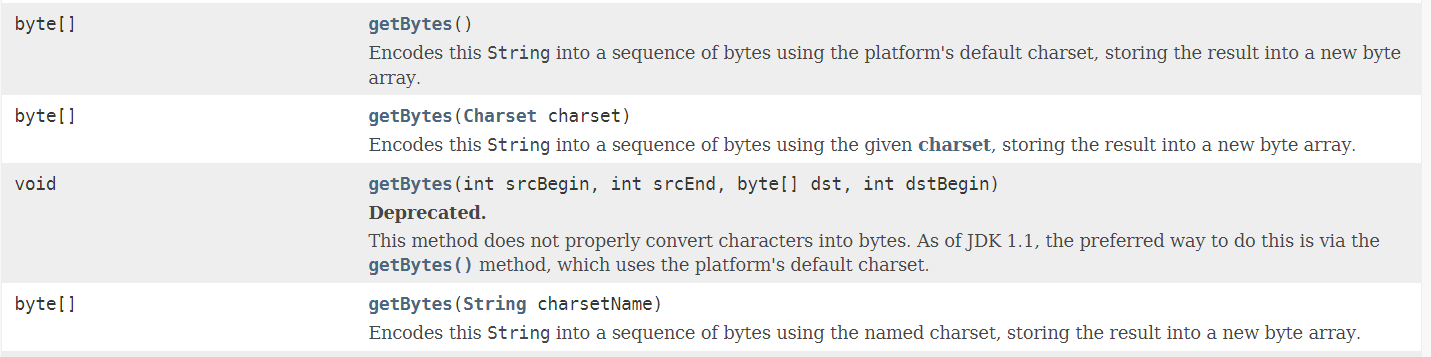 byte[] getBytes()
Encodes this String into a sequence of bytes using the platform's default charset, storing the result into a new byte
array.
byte[] getBytes(Charset charset)
Encodes this String into a sequence of bytes using the given charset, storing the result into a new byte array.
void getBytes(int srcBegin, int srcEnd, byte[] dst, int dstBegin)
Deprecated.
This method does not properly convert characters into bytes. As of JDK 1.1, the preferred way to do this is via the
getBytes() method, which uses the platform's default charset.
byte[] getBytes(String charsetName)
Encodes this String into a sequence of bytes using the named charset, storing the result into a new byte array.